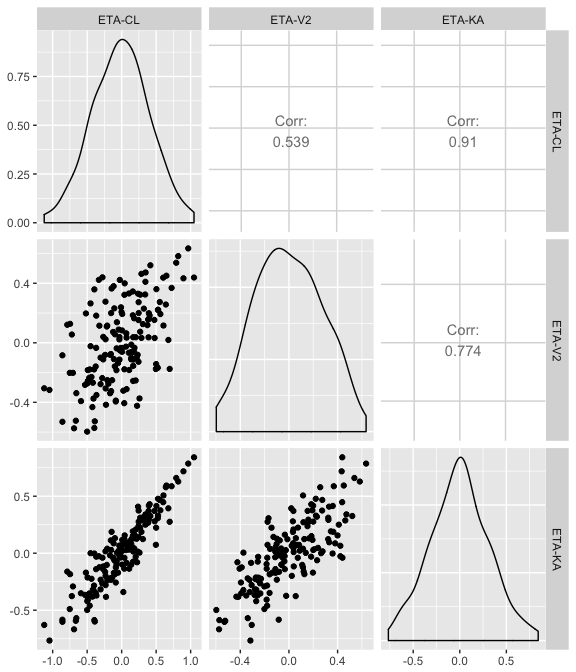 ETA-CL
ETA-V2
ETA-KA
0.75
0.50
0.25
0.00
Corr:
0.539
Corr:
0.91
ETA-CL
0.4
0.0
-0.4
Corr:
0.774
ETA-V2
0.5
0.0
-0.5
ETA-KA
-1.0 -0.5 0.0 0.5 1.0
-0.4 0.0 0.4
-0.5 0.0 0.5